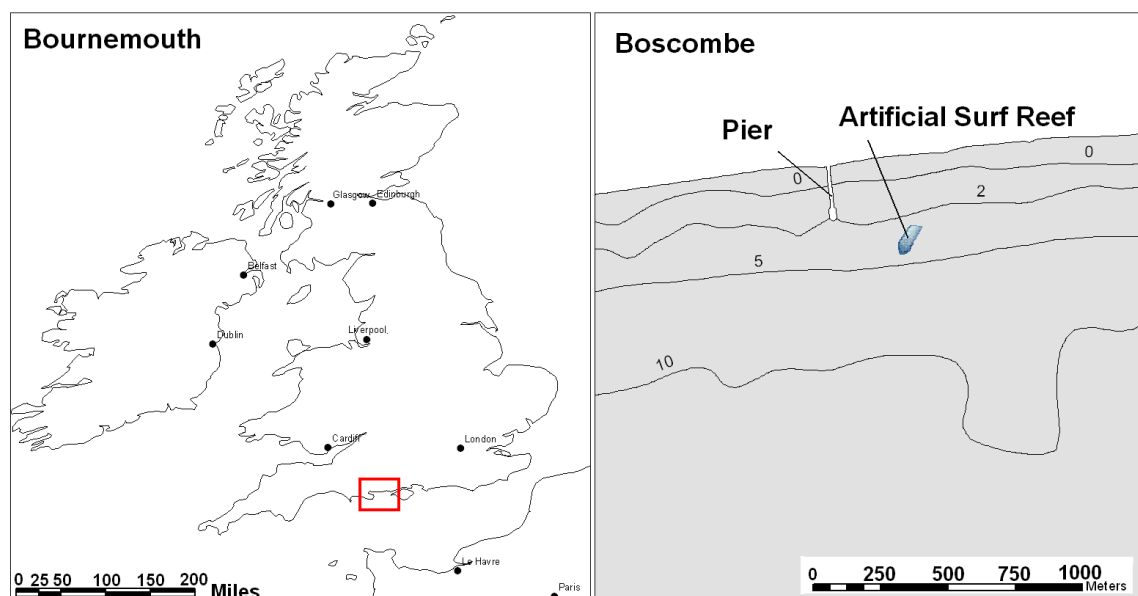 Bournemouth
Glasgow
Edinburgh
Belfast
Dublin
Liverpool
Cardiff
London
Le Havre
Paris
0 25 50 100 150 200
Miles
Boscombe
Artificial Surf Reef
Pier
0
0
2
5
10
0 250 500 750 1000
Meters